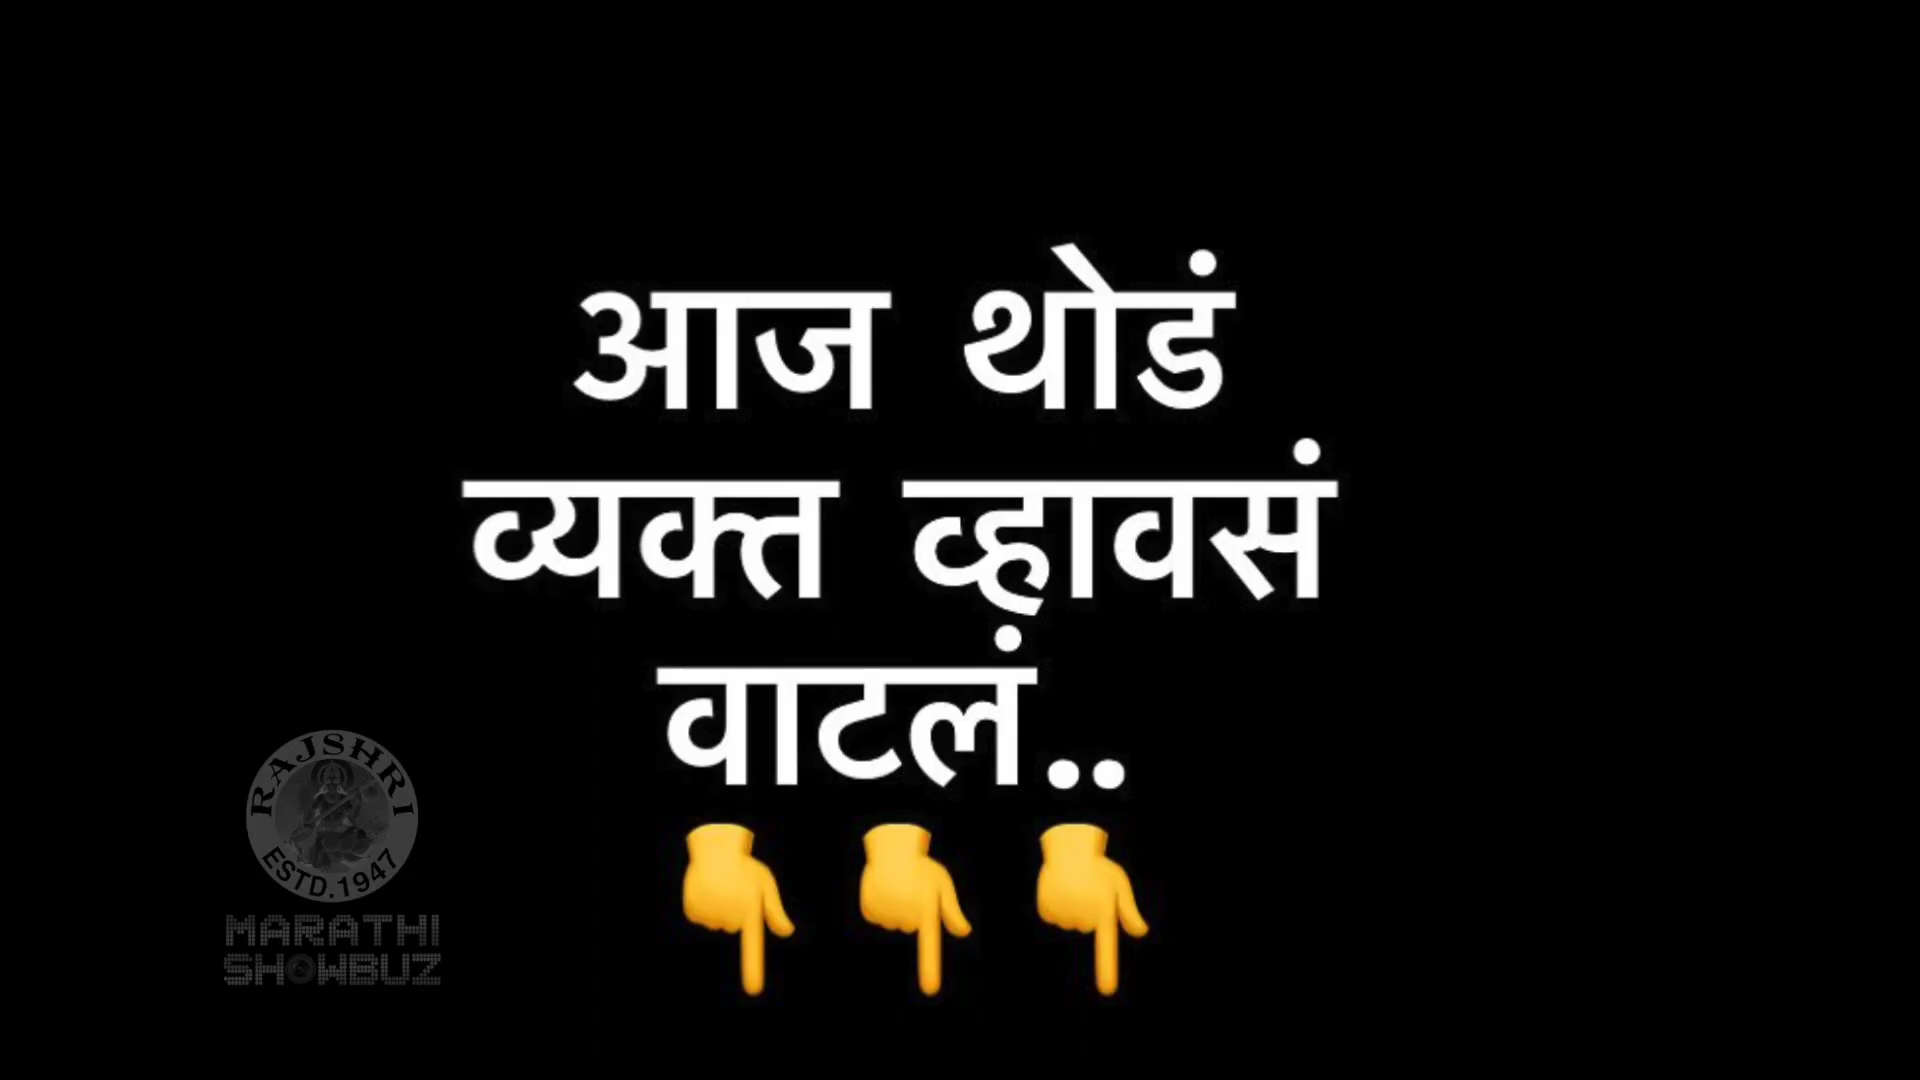 आज थोडं
व्यक्त व्हावसं
वाटलं..
👇👇👇
RAJSHRI
ESTD.1947
MARATHI
SHOWBUZ